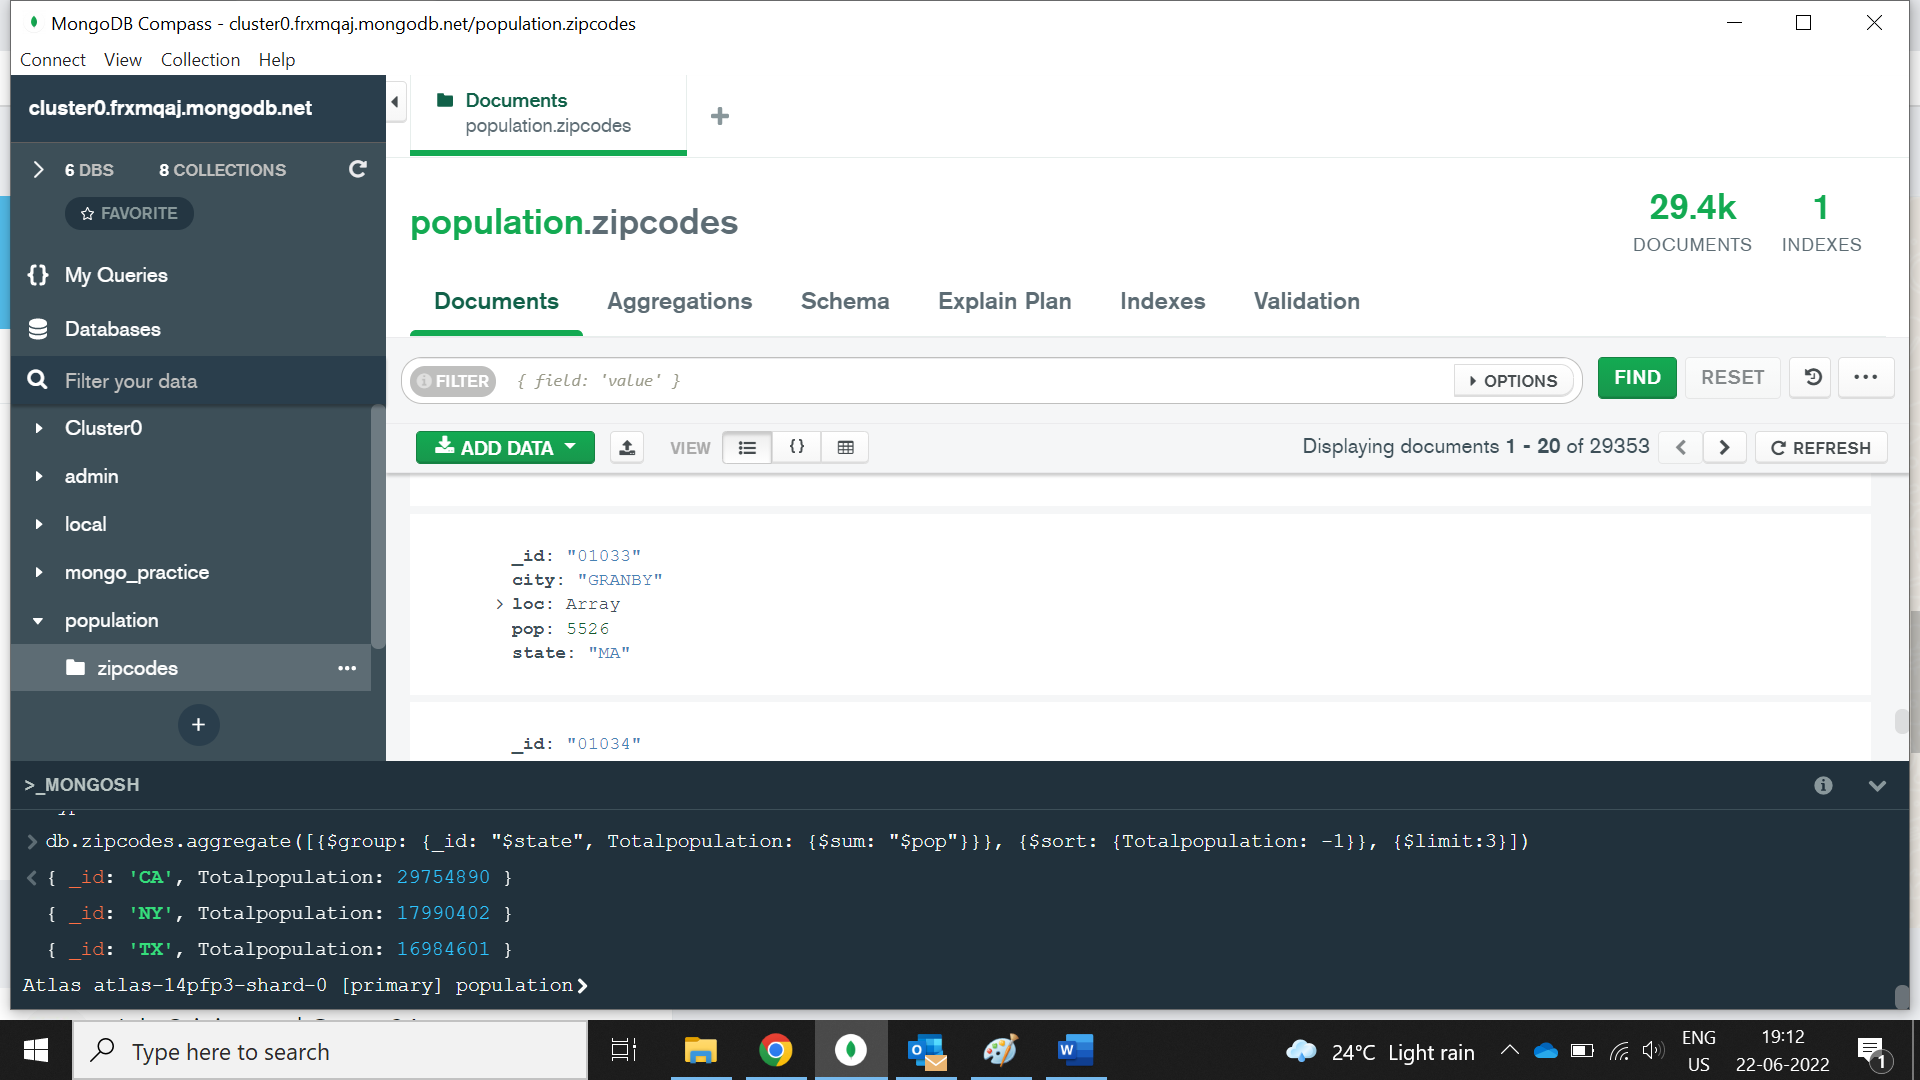 MongoDB Compass - cluster0.frxmqaj.mongodb.net/population.zipcodes
Connect View Collection Help
cluster0.frxmqaj.mongodb.net
6 DBS 8 COLLECTIONS
FAVORITE
{} My Queries
Databases
Filter your data
Cluster0
admin
local
mongo_practice
population
zipcodes
+
Documents
population.zipcodes
+
population.zipcodes
29.4k
DOCUMENTS
1
INDEXES
Documents Aggregations Schema Explain Plan Indexes Validation
FILTER { field: 'value' } OPTIONS FIND RESET
ADD DATA VIEW {} Displaying documents 1 - 20 of 29353 REFRESH
_id: "01033"
city: "GRANBY"
loc: Array
pop: 5526
state: "MA"
_id: "01034"
>_MONGOSH
> db.zipcodes.aggregate([{$group: {_id: "$state", Totalpopulation: {$sum: "$pop"}}}, {$sort: {Totalpopulation: -1}}, {$limit:3}])
< { _id: 'CA', Totalpopulation: 29754890 }
{ _id: 'NY', Totalpopulation: 17990402 }
{ _id: 'TX', Totalpopulation: 16984601 }
Atlas atlas-14pfp3-shard-0 [primary] population>
Type here to search
24°C Light rain
ENG
US
19:12
22-06-2022
1